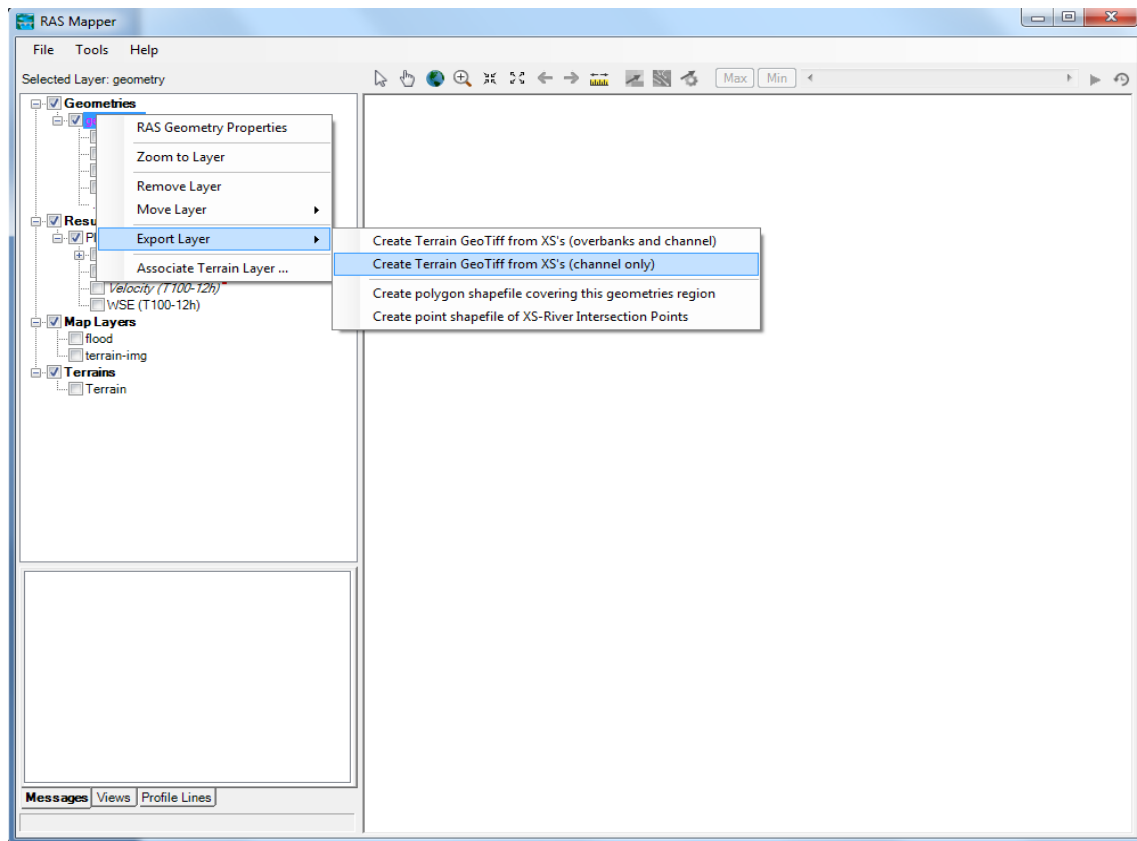 RAS Mapper
File Tools Help
Selected Layer: geometry
Max Min
Geometries
RAS Geometry Properties
Zoom to Layer
Remove Layer
Move Layer
Resu
Pl
Export Layer
Create Terrain GeoTiff from XS's (overbanks and channel)
Create Terrain GeoTiff from XS's (channel only)
Associate Terrain Layer ...
Velocity (T100-12h)
Create polygon shapefile covering this geometries region
WSE (T100-12h)
Create point shapefile of XS-River Intersection Points
Map Layers
flood
terrain-img
Terrains
Terrain
Messages Views Profile Lines